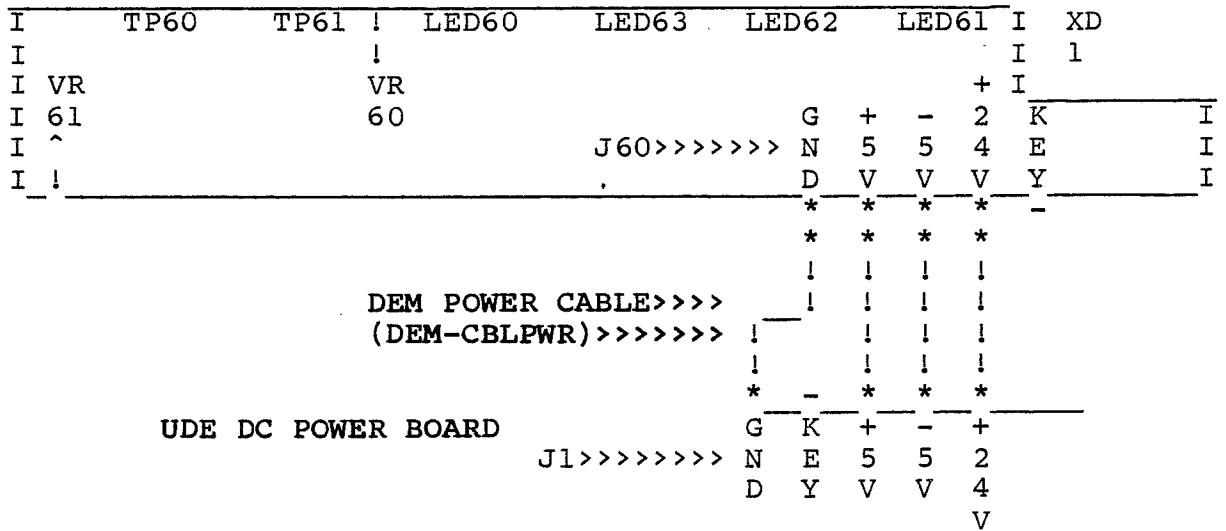 I      TP60     TP61 !  LED60     LED63    LED62    LED61 I   XD
I                    !                                    I   1
I VR                 VR                                 + I
I 61                 60                     G   +   -   2   K          I
I ^                            J60>>>>>>>   N   5   5   4   E          I
I !                                         D   V   V   V   Y          I
*   *   *   *   -
*   *   *   *
!   !   !   !
DEM POWER CABLE>>>>   __!   !   !   !
(DEM-CBLPWR)>>>>>>>  !      !   !   !
!      !   !   !
*   -   *   *   *
UDE DC POWER BOARD      G   K   +   -   +
J1>>>>>>>>   N   E   5   5   2
D   Y   V   V   4
V